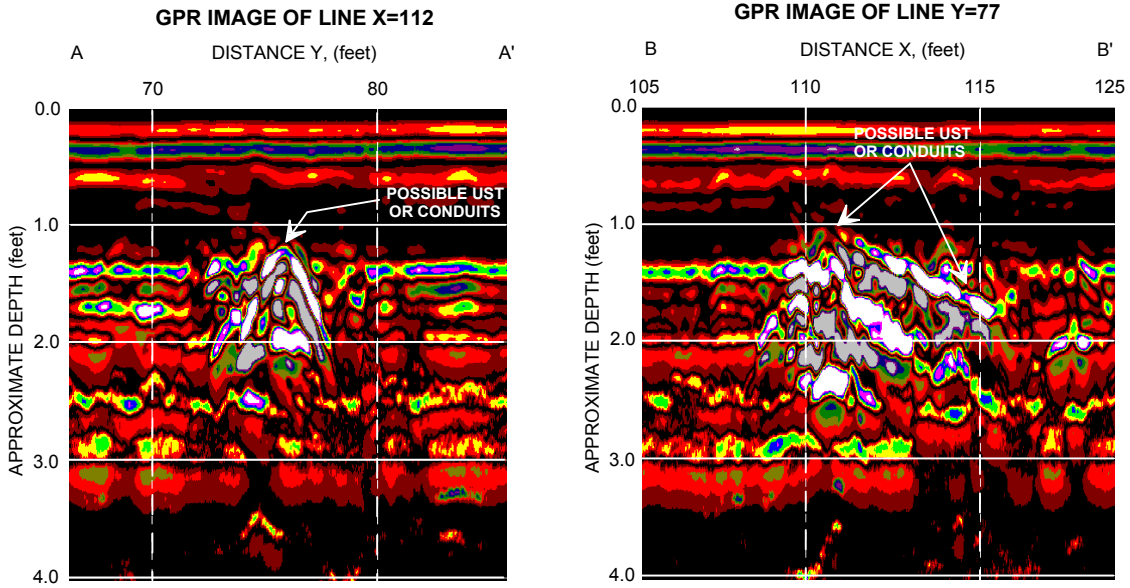 GPR IMAGE OF LINE X=112
A DISTANCE Y, (feet) A'
70 80
APPROXIMATE DEPTH (feet)
0.0
1.0
2.0
3.0
4.0
POSSIBLE UST
OR CONDUITS
GPR IMAGE OF LINE Y=77
B DISTANCE X, (feet) B'
105 110 115 125
APPROXIMATE DEPTH (feet)
0.0
1.0
2.0
3.0
4.0
POSSIBLE UST
OR CONDUITS